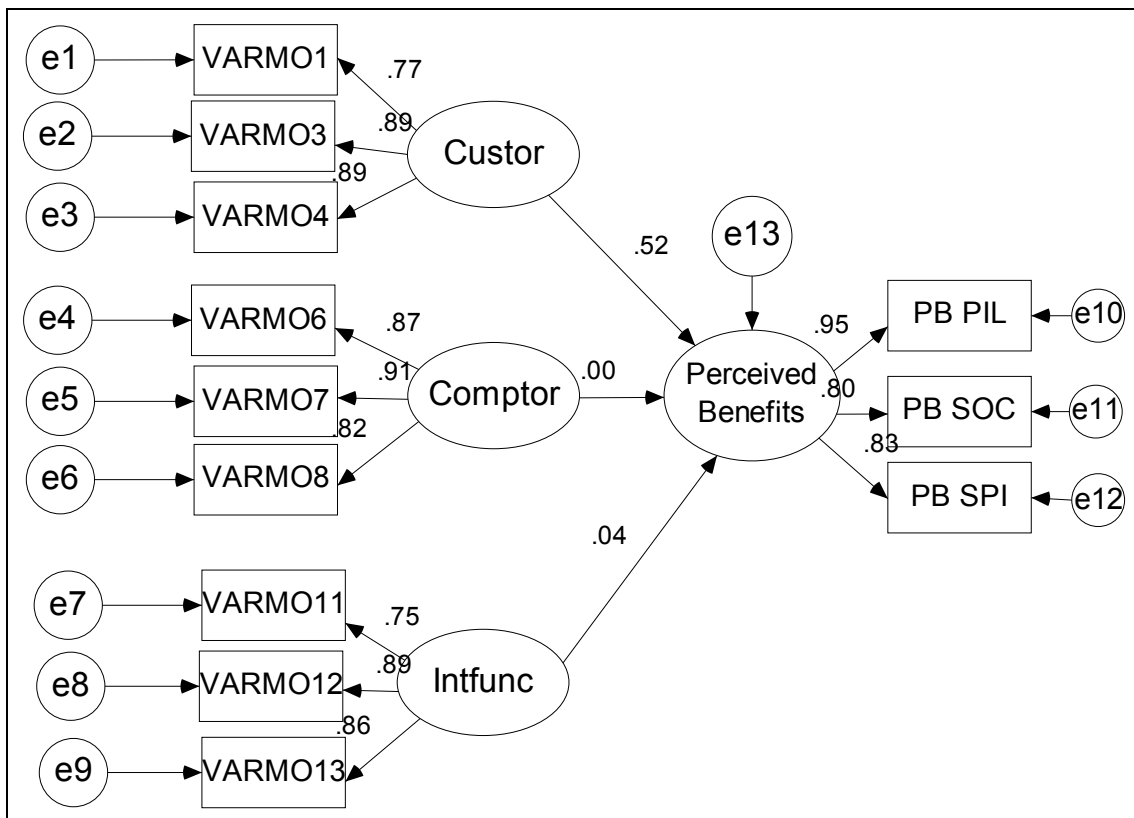 e1
VARMO1
.77
e2
VARMO3
.89
Custor
e3
VARMO4
.89
e13
.52
e4
VARMO6
.87
e5
VARMO7
.91
Comptor
.00
e6
VARMO8
.82
Perceived
Benefits
.95
PB PIL
e10
.80
PB SOC
e11
.83
PB SPI
e12
.04
e7
VARMO11
.75
e8
VARMO12
.89
Intfunc
e9
VARMO13
.86